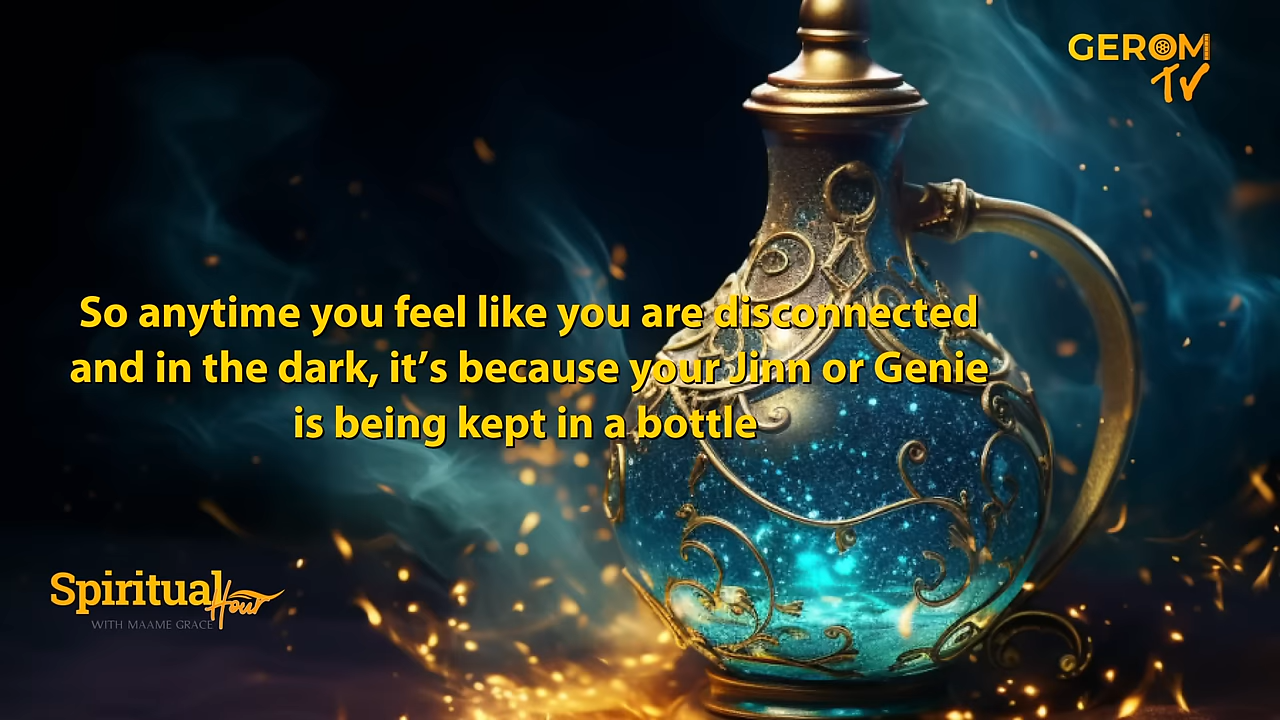 GEROM
TV
So anytime you feel like you are disconnected
and in the dark, it’s because your Jinn or Genie
is being kept in a bottle
Spiritual
Hour
WITH MAAME GRACE